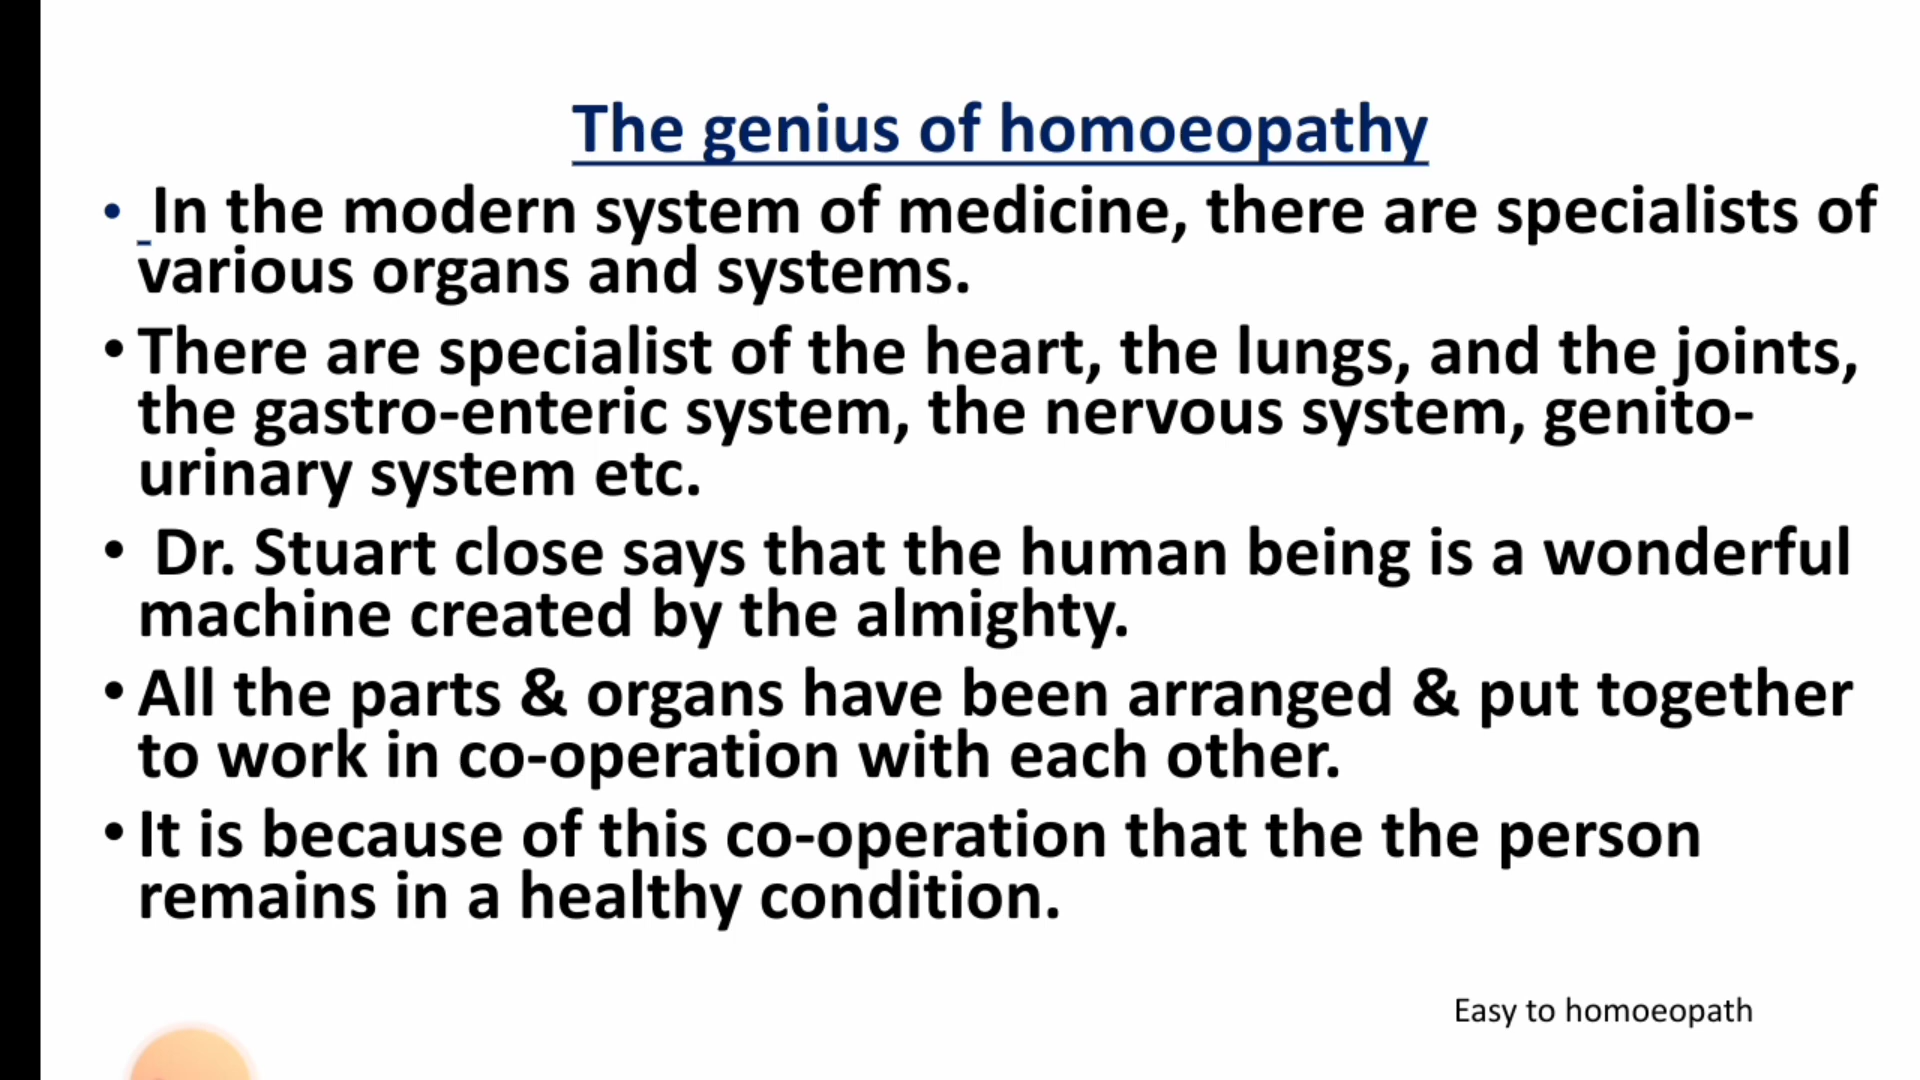 The genius of homoeopathy
• In the modern system of medicine, there are specialists of
various organs and systems.
• There are specialist of the heart, the lungs, and the joints,
the gastro-enteric system, the nervous system, genito-
urinary system etc.
• Dr. Stuart close says that the human being is a wonderful
machine created by the almighty.
• All the parts & organs have been arranged & put together
to work in co-operation with each other.
• It is because of this co-operation that the the person
remains in a healthy condition.
Easy to homoeopath